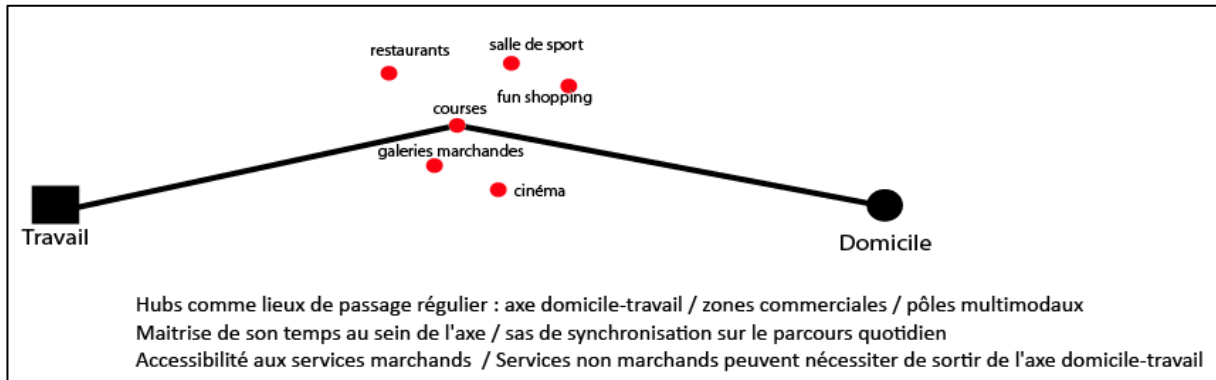 restaurants
salle de sport
fun shopping
courses
galeries marchandes
cinéma
Travail
Domicile
Hubs comme lieux de passage régulier : axe domicile-travail / zones commerciales / pôles multimodaux
Maitrise de son temps au sein de l'axe / sas de synchronisation sur le parcours quotidien
Accessibilité aux services marchands / Services non marchands peuvent nécessiter de sortir de l'axe domicile-travail